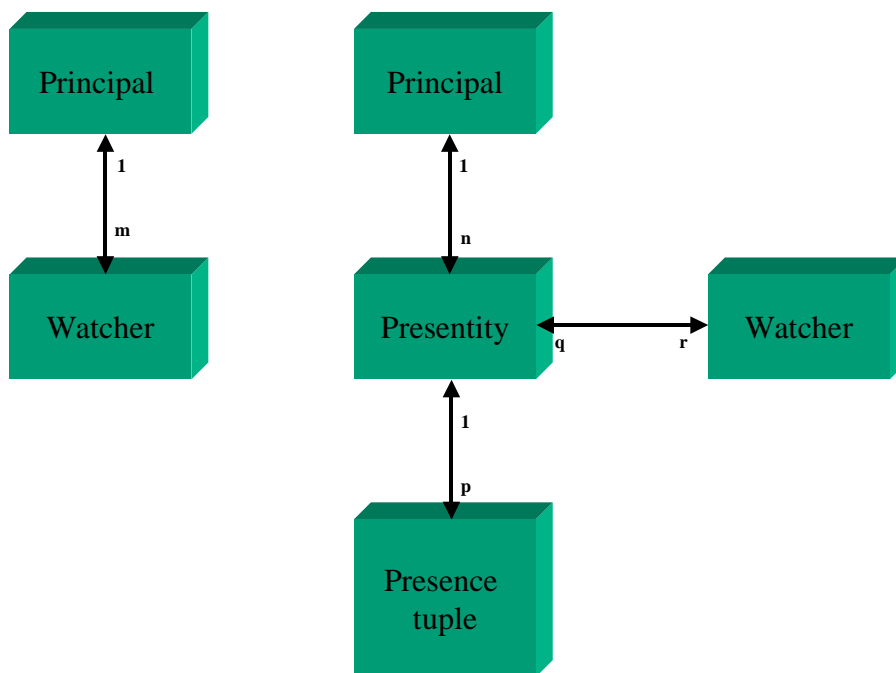 Principal
Principal
1
1
m
n
Watcher
Presentity
Watcher
q
r
1
p
Presence
tuple